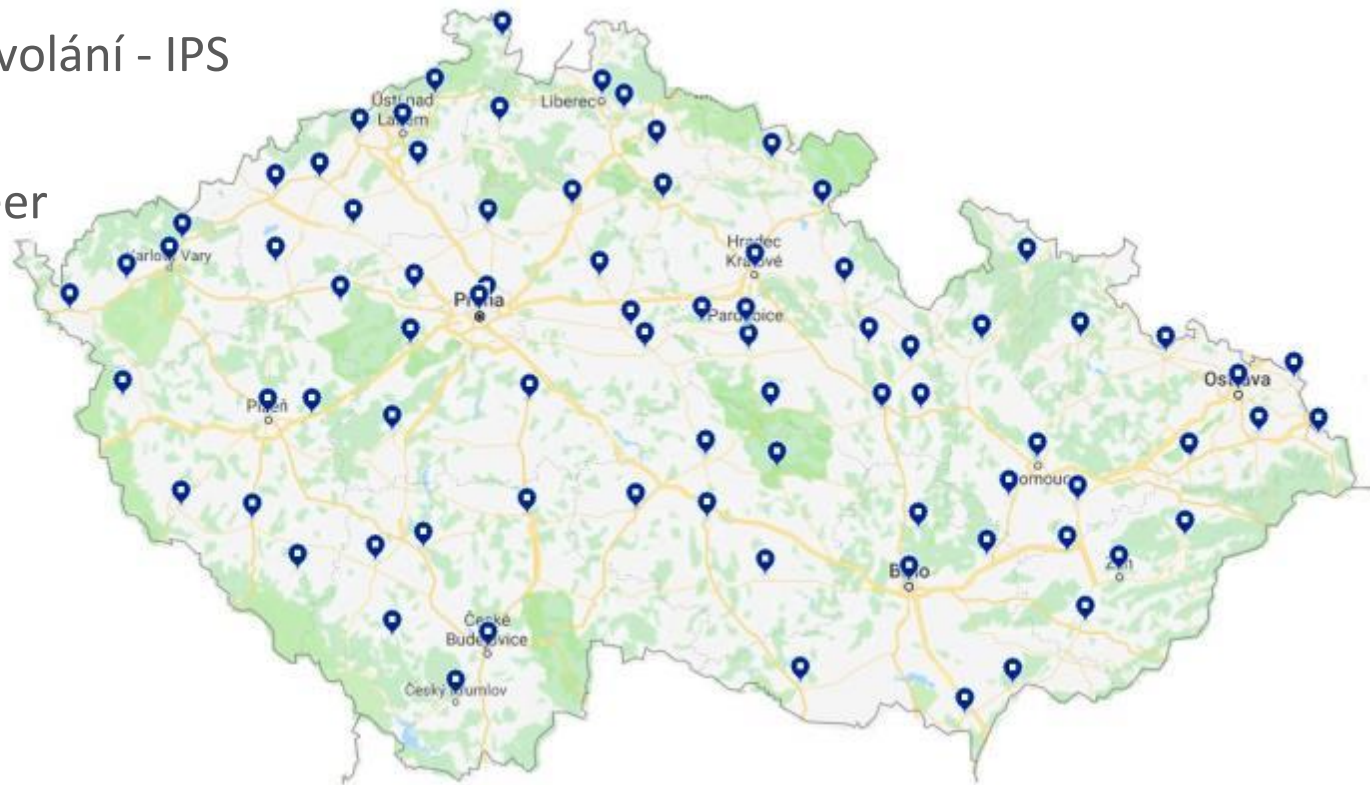 volání - IPS
er
Ústí nad
Labem
Liberec
Karlovy Vary
Hradec
Králové
Praha
Pardubice
Ostrava
Plzeň
Olomouc
Brno
Zlín
České
Budějovice
Český Krumlov